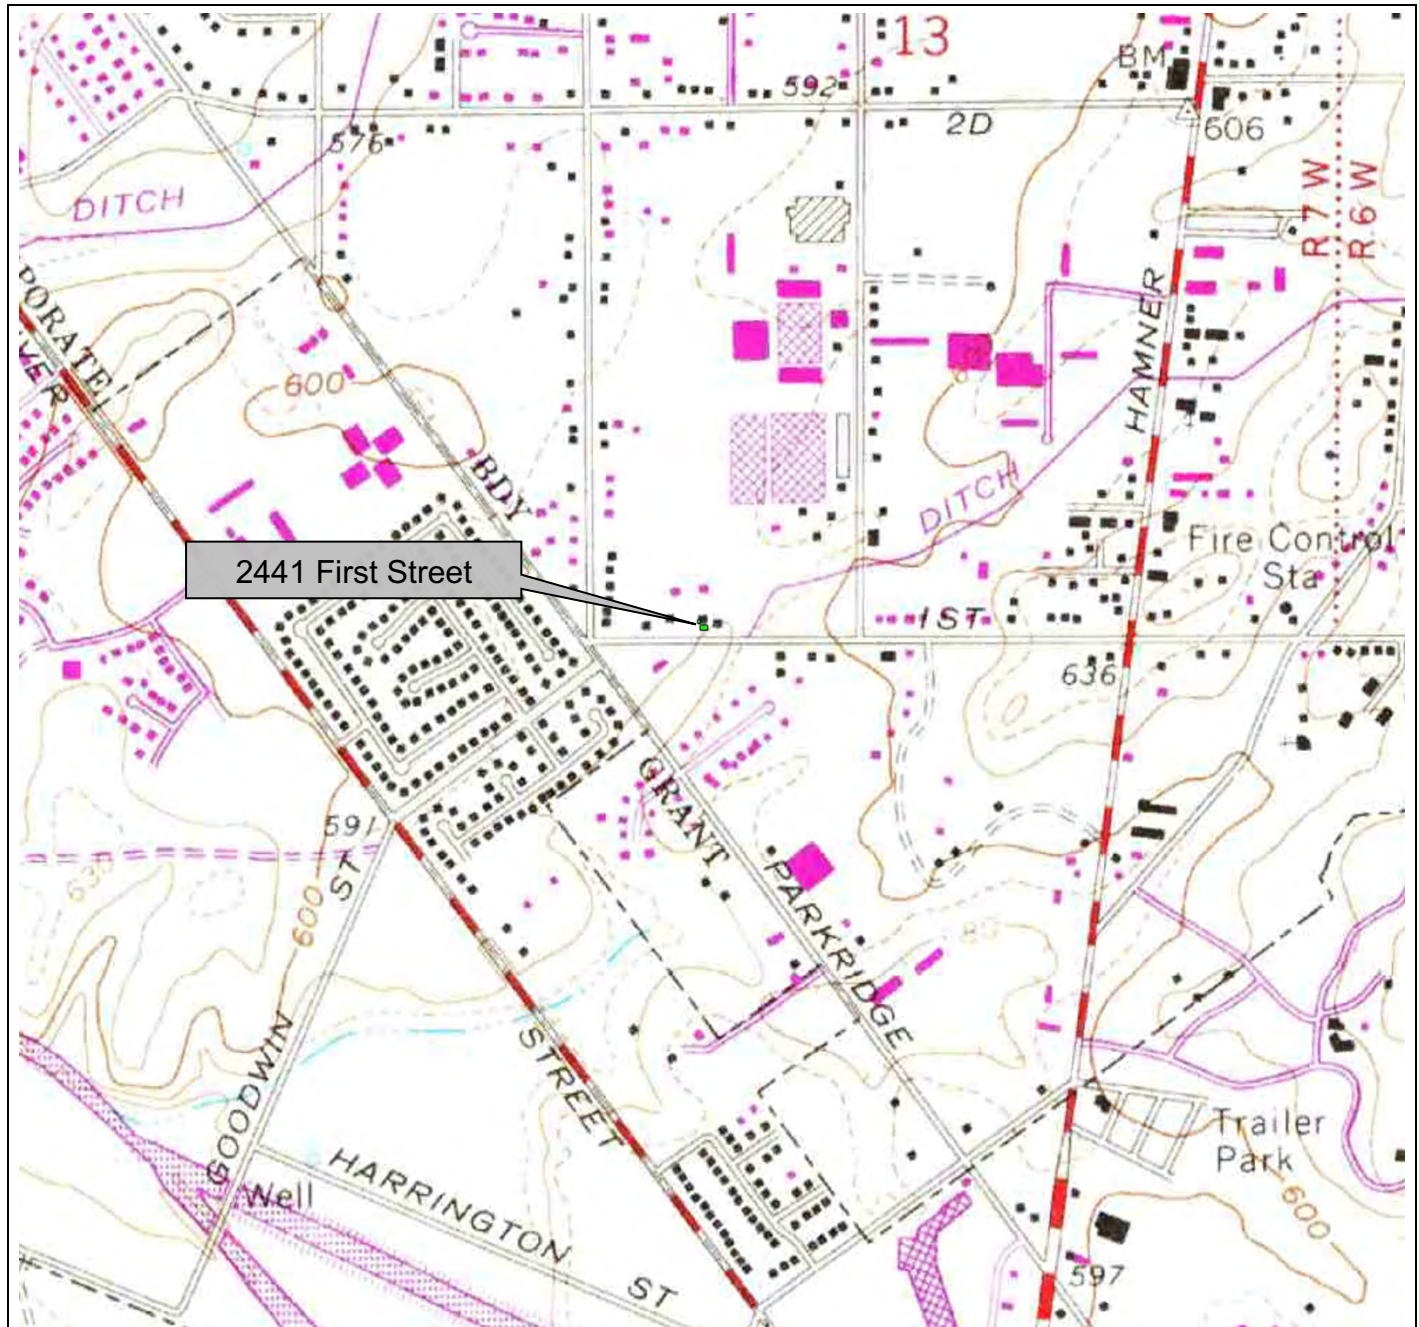 13
BM
592
2D
606
576
DITCH
R 7 W
R 6 W
PORATE
VER
HAMNER
600
BDY
DITCH
Fire Control
Sta
2441 First Street
1ST
636
GRANT
591
ST
630
600
PARKRIDGE
GOODWIN
STREET
Trailer
Park
HARRINGTON
Well
600
ST
597